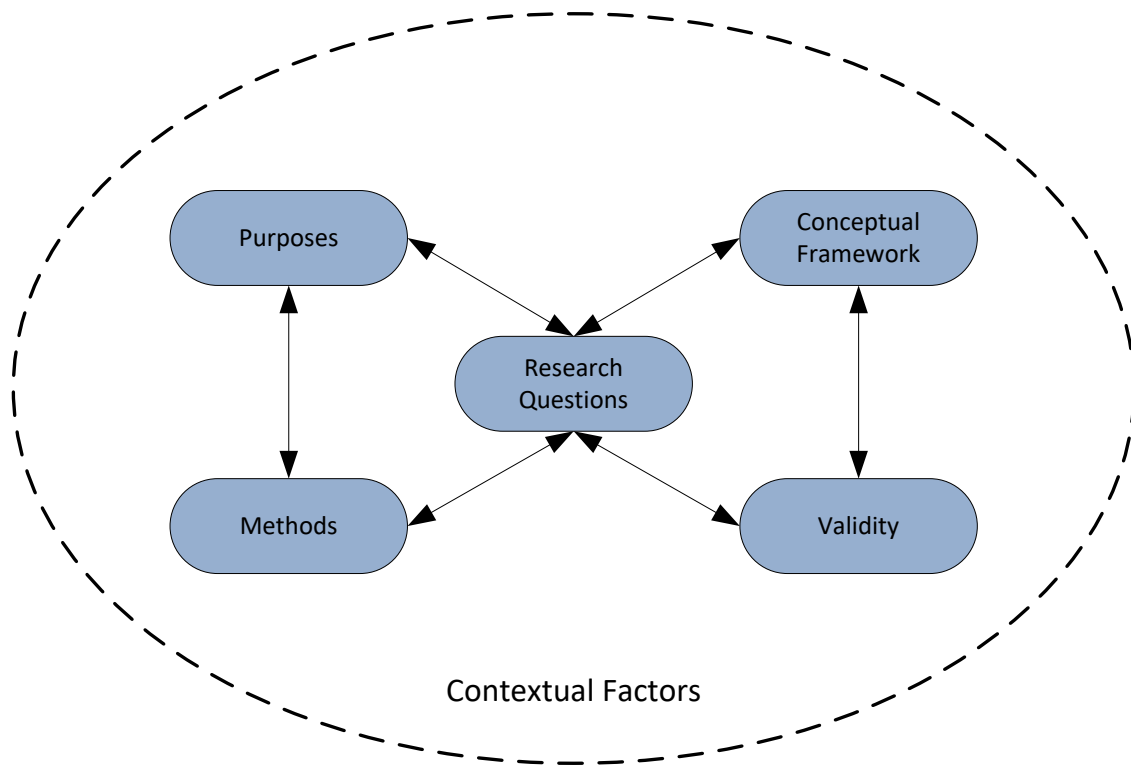 Purposes
Conceptual
Framework
Research
Questions
Methods
Validity
Contextual Factors